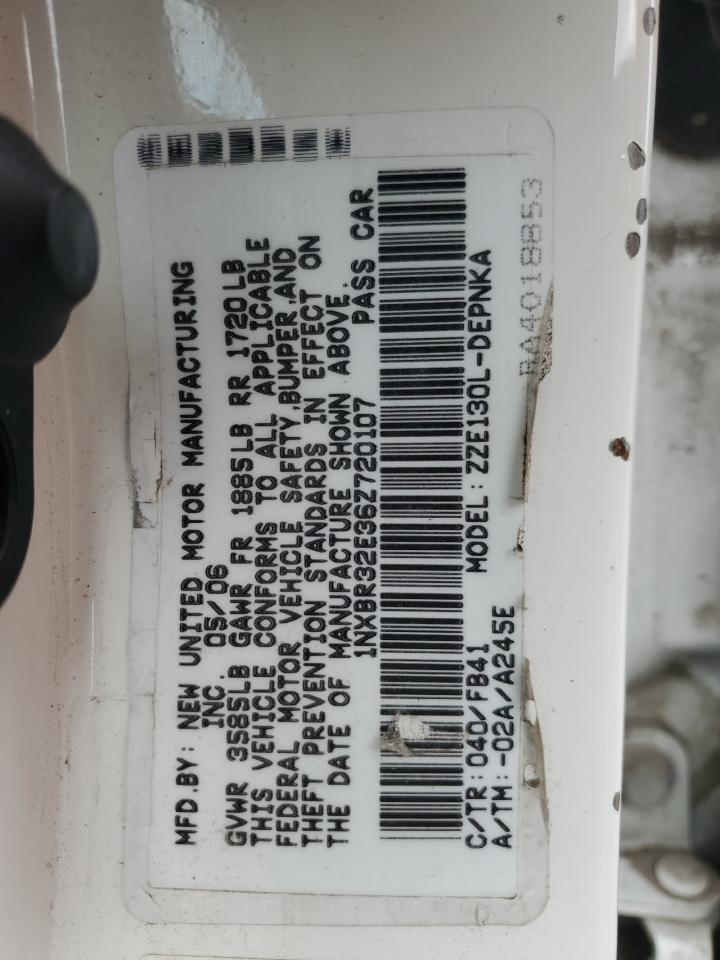 MFD.BY: NEW UNITED MOTOR MANUFACTURING
INC. 05/06
GVWR 3585LB GAWR FR 1885LB RR 1720LB
THIS VEHICLE CONFORMS TO ALL APPLICABLE
FEDERAL MOTOR VEHICLE SAFETY,BUMPER,AND
THEFT PREVENTION STANDARDS IN EFFECT ON
THE DATE OF MANUFACTURE SHOWN ABOVE.
1NXBR32E36Z720107 PASS CAR
C/TR:040/FB41 MODEL:ZZE130L-DEPNKA
A/TM:-02A/A245E
RA4018853